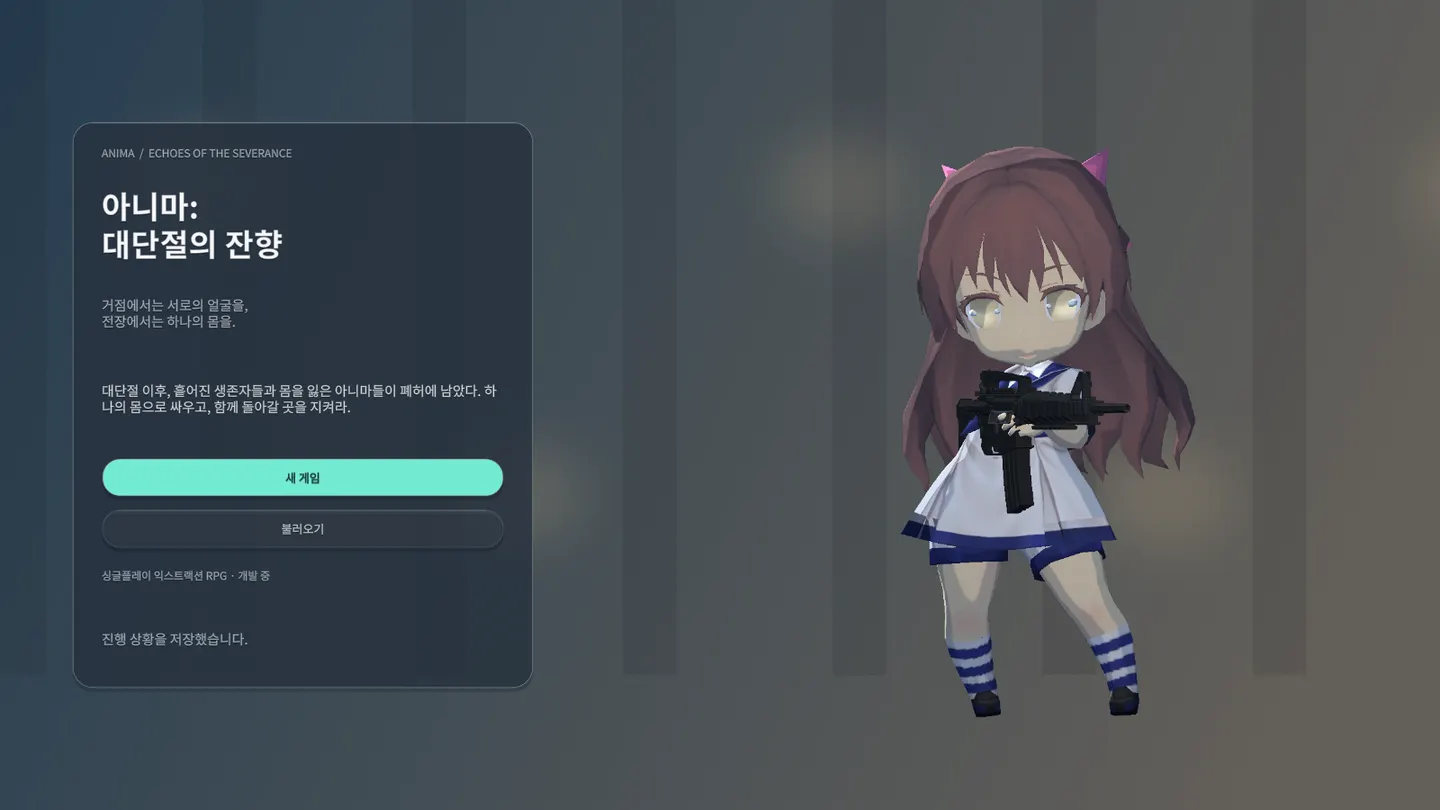 ANIMA / ECHOES OF THE SEVERANCE
아니마:
대단절의 잔향
거점에서는 서로의 얼굴을,
전장에서는 하나의 몸을.
대단절 이후, 흩어진 생존자들과 몸을 잃은 아니마들이 폐허에 남았다. 하
나의 몸으로 싸우고, 함께 돌아갈 곳을 지켜라.
새 게임
불러오기
싱글플레이 익스트랙션 RPG · 개발 중
진행 상황을 저장했습니다.